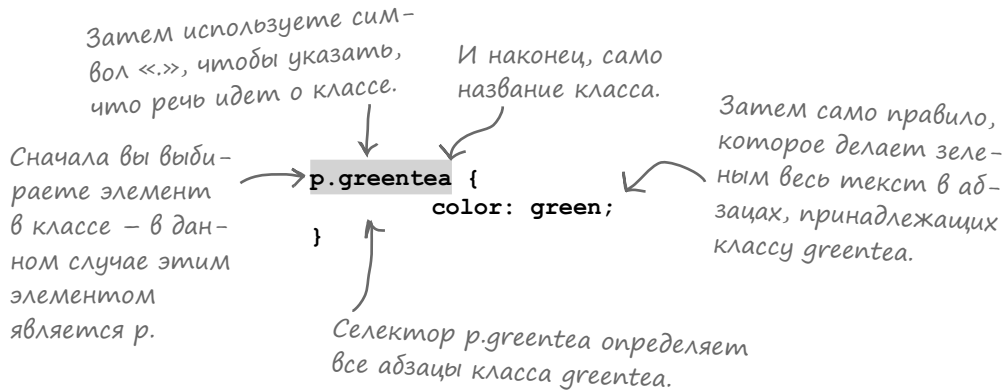 Затем используете сим-
вол «.», чтобы указать,
что речь идет о классе.
И наконец, само
название класса.
Затем само правило,
которое делает зеле-
ным весь текст в аб-
зацах, принадлежащих
классу greentea.
Сначала вы выби-
раете элемент
в классе – в дан-
ном случае этим
элементом
является p.
p.greentea {
color: green;
}
Селектор p.greentea определяет
все абзацы класса greentea.